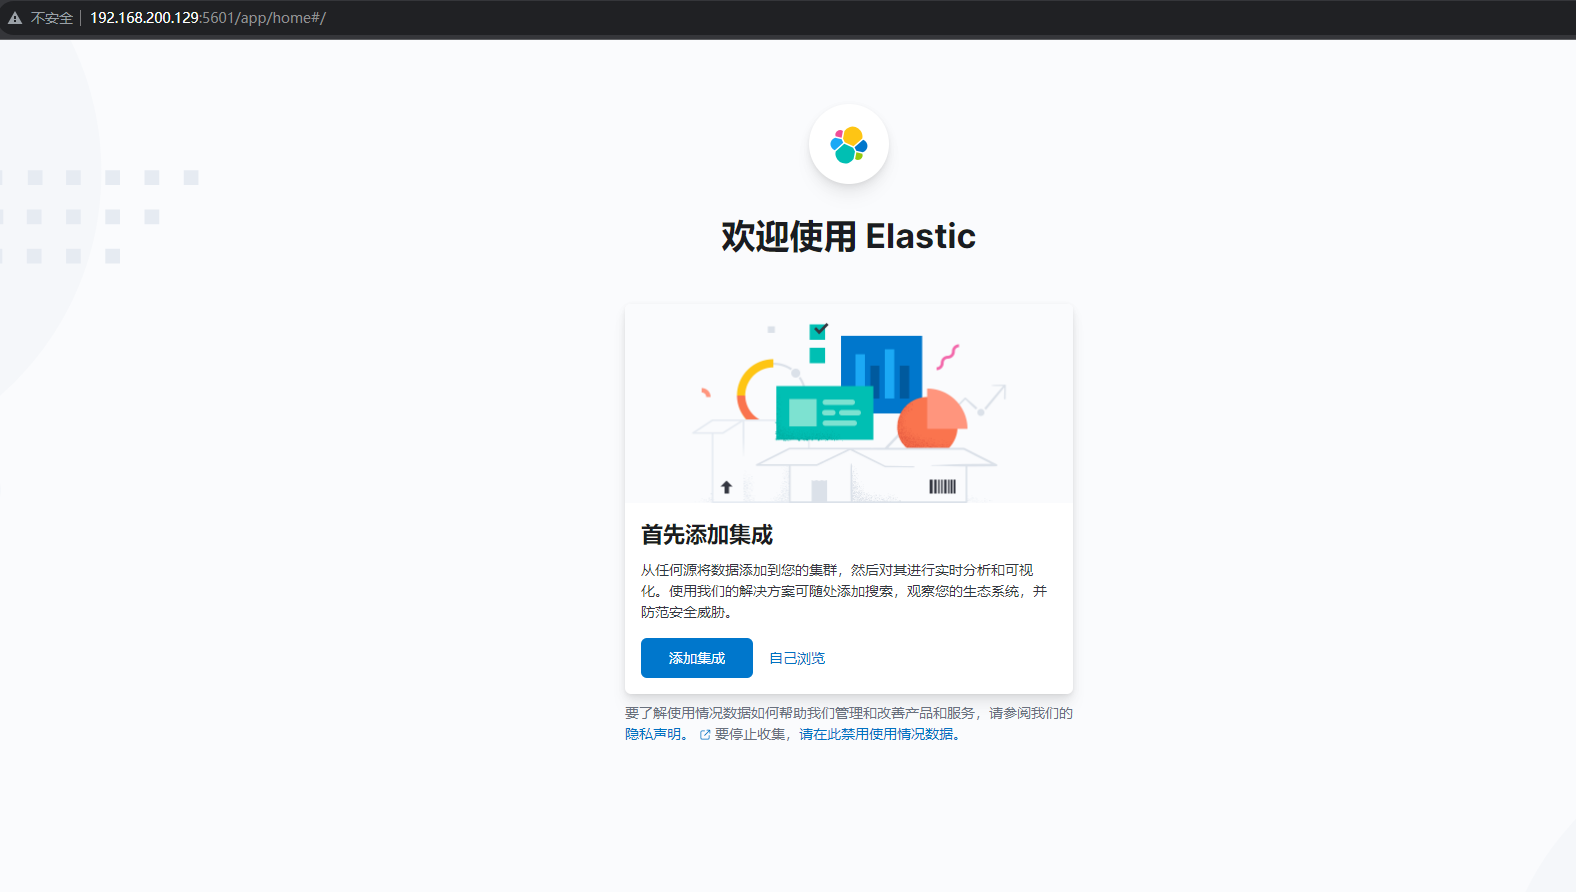 不安全 192.168.200.129:5601/app/home#/
欢迎使用 Elastic
首先添加集成
从任何源将数据添加到您的集群，然后对其进行实时分析和可视
化。使用我们的解决方案可随处添加搜索，观察您的生态系统，并
防范安全威胁。
添加集成 自己浏览
要了解使用情况数据如何帮助我们管理和改善产品和服务，请参阅我们的
隐私声明。 要停止收集，请在此禁用使用情况数据。